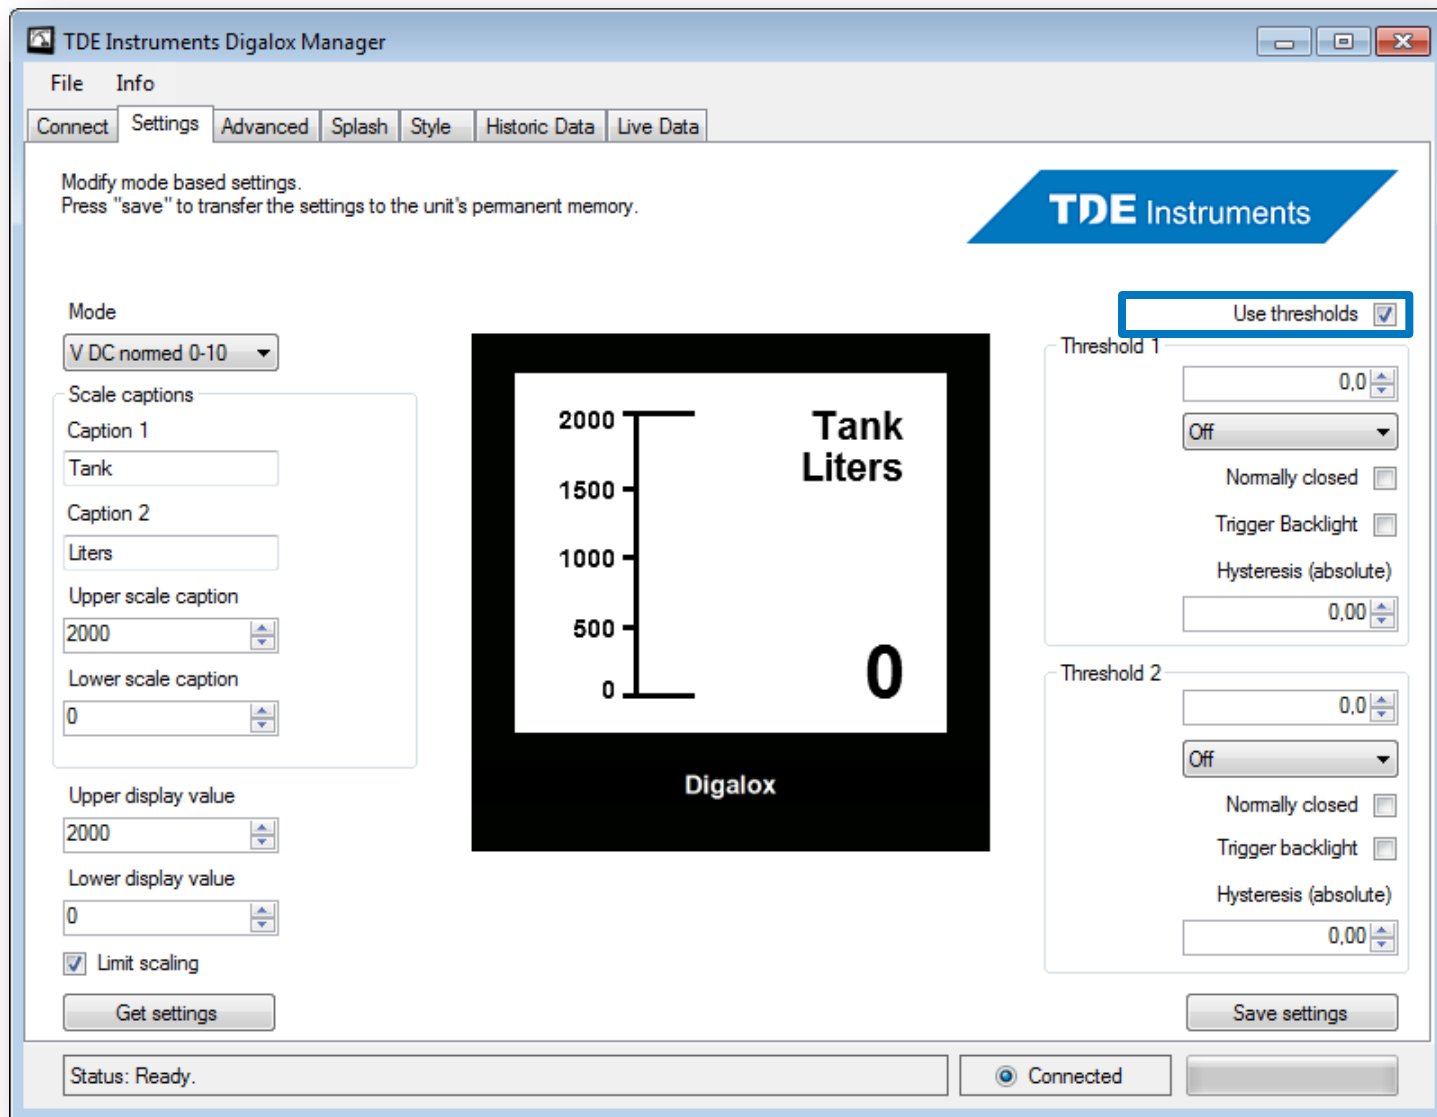 TDE Instruments Digalox Manager
File Info
Connect Settings Advanced Splash Style Historic Data Live Data
Modify mode based settings.
Press "save" to transfer the settings to the unit's permanent memory.
TDE Instruments
Mode
V DC normed 0-10
Scale captions
Caption 1
Tank
Caption 2
Liters
Upper scale caption
2000
Lower scale caption
0
Upper display value
2000
Lower display value
0
Limit scaling
Get settings
2000
1500
1000
500
0
Tank
Liters
0
Digalox
Use thresholds
Threshold 1
0,0
Off
Normally closed
Trigger Backlight
Hysteresis (absolute)
0,00
Threshold 2
0,0
Off
Normally closed
Trigger backlight
Hysteresis (absolute)
0,00
Save settings
Status: Ready.
Connected